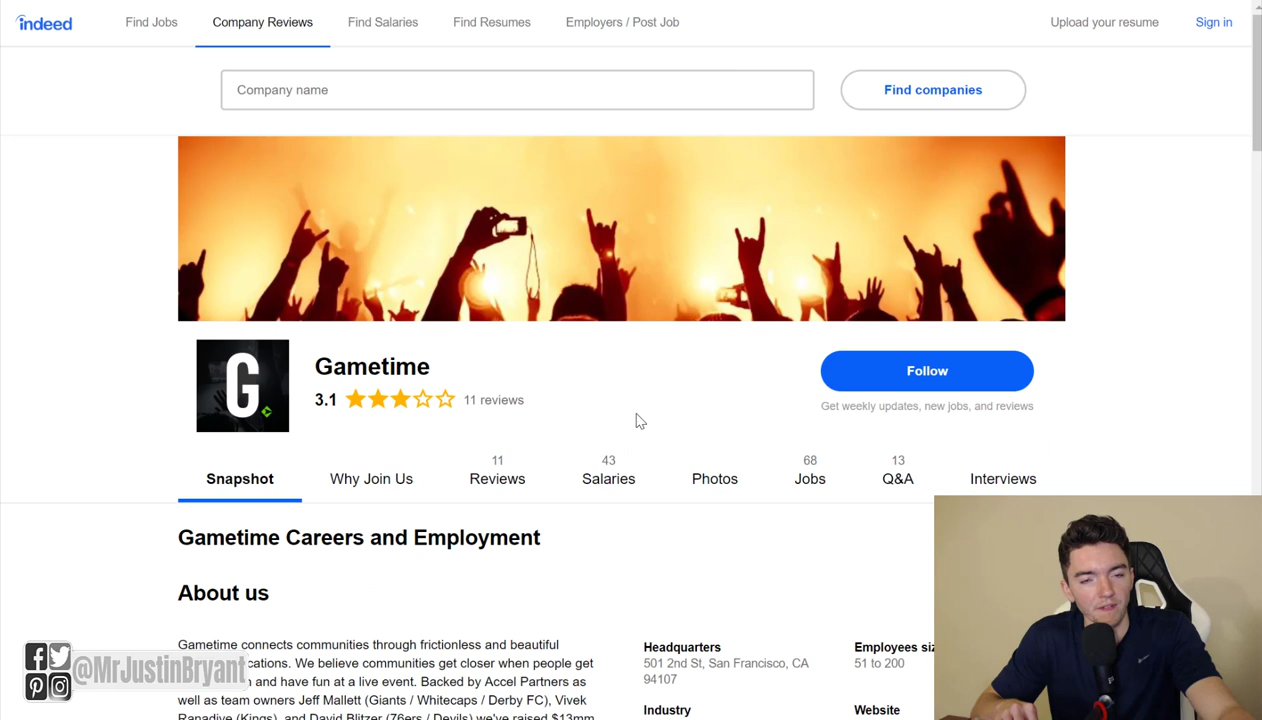 indeed
Find Jobs
Company Reviews
Find Salaries
Find Resumes
Employers / Post Job
Upload your resume
Sign in
Company name
Find companies
G
Gametime
3.1
11 reviews
Follow
Get weekly updates, new jobs, and reviews
11
43
68
13
Snapshot
Why Join Us
Reviews
Salaries
Photos
Jobs
Q&A
Interviews
Gametime Careers and Employment
About us
Gametime connects communities through frictionless and beautiful
cations. We believe communities get closer when people get
and have fun at a live event. Backed by Accel Partners as
well as team owners Jeff Mallett (Giants / Whitecaps / Derby FC), Vivek
Ranadive (Kings), and David Blitzer (76ers / Devils) we've raised $13mm
Headquarters
501 2nd St, San Francisco, CA
94107
Industry
Employees siz
51 to 200
Website
@MrJustinBryant